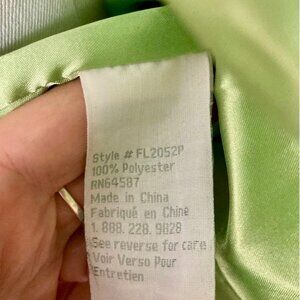 Style # FL2052P
100% Polyester
RN64587
Made in China
Fabriqué en Chine
1. 888. 228. 9828
See reverse for care
Voir Verso Pour
Entretien